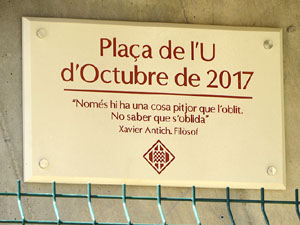 Plaça de l'U
d'Octubre de 2017
"Només hi ha una cosa pitjor que l'oblit.
No saber que s'oblida"
Xavier Antich. Filòsof